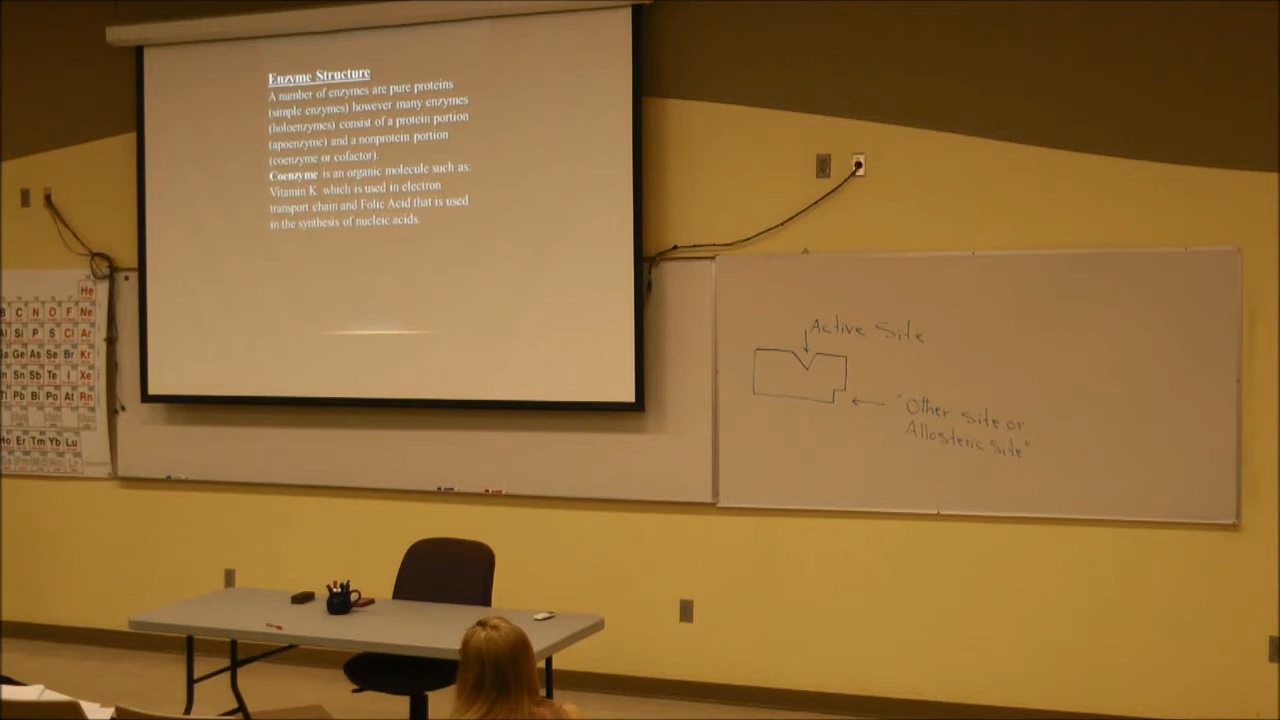 Enzyme Structure
A number of enzymes are pure proteins
(simple enzymes) however many enzymes
(holoenzymes) consist of a protein portion
(apoenzyme) and a nonprotein portion
(coenzyme or cofactor).
Coenzyme is an organic molecule such as:
Vitamin K which is used in electron
transport chain and Folic Acid that is used
in the synthesis of nucleic acids.
Active Site
"Other site or
Allosteric site"
He
B C N O F Ne
Al Si P S Cl Ar
Ga Ge As Se Br Kr
In Sn Sb Te I Xe
Tl Pb Bi Po At Rn
Ho Er Tm Yb Lu